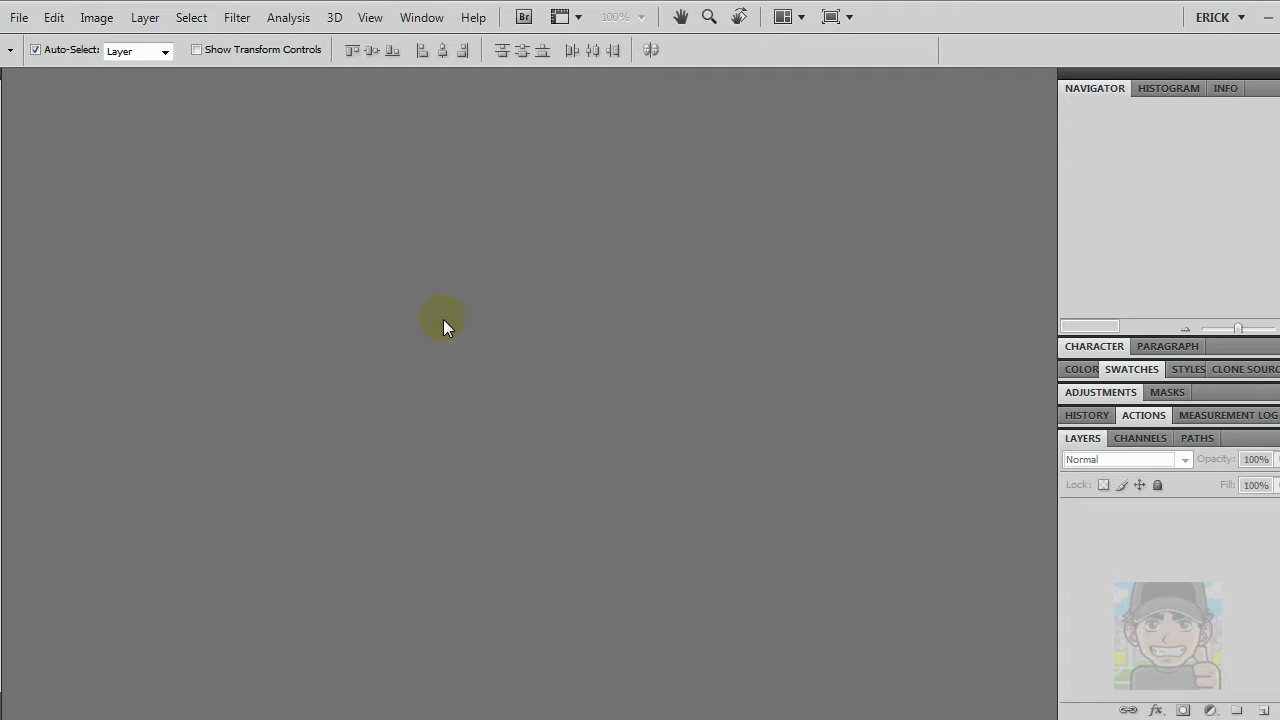 File Edit Image Layer Select Filter Analysis 3D View Window Help Br 100% ERICK
Auto-Select: Layer Show Transform Controls
NAVIGATOR HISTOGRAM INFO
CHARACTER PARAGRAPH
COLOR SWATCHES STYLES CLONE SOURC
ADJUSTMENTS MASKS
HISTORY ACTIONS MEASUREMENT LOG
LAYERS CHANNELS PATHS
Normal Opacity: 100%
Lock: Fill: 100%
fx